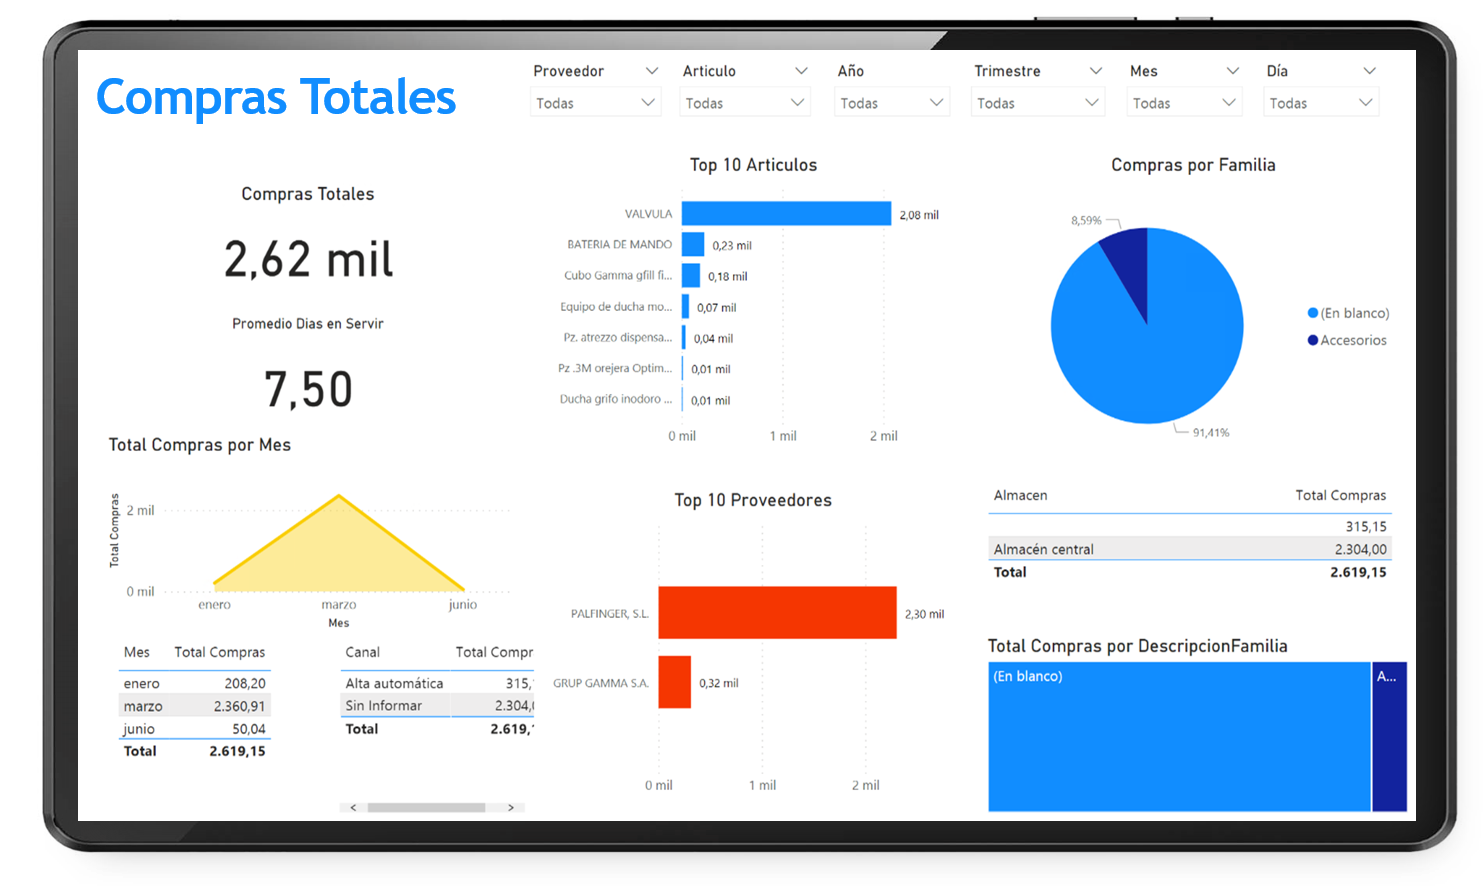 Compras Totales
Proveedor
Articulo
Año
Trimestre
Mes
Día
Todas
Todas
Todas
Todas
Todas
Todas
Compras Totales
2,62 mil
Promedio Dias en Servir
7,50
Top 10 Articulos
VALVULA
2,08 mil
BATERIA DE MANDO
0,23 mil
Cubo Gamma gfill fi...
0,18 mil
Equipo de ducha mo...
0,07 mil
Pz. atrezzo dispensa...
0,04 mil
Pz .3M orejera Optim...
0,01 mil
Ducha grifo inodoro ...
0,01 mil
0 mil
1 mil
2 mil
Compras por Familia
8,59%
91,41%
(En blanco)
Accesorios
Total Compras por Mes
Total Compras
2 mil
0 mil
enero
marzo
junio
Mes
Mes Total Compras
enero 208,20
marzo 2.360,91
junio 50,04
Total 2.619,15
Canal Total Compr
Alta automática 315,
Sin Informar 2.304,
Total 2.619,
Top 10 Proveedores
PALFINGER, S.L.
2,30 mil
GRUP GAMMA S.A.
0,32 mil
0 mil
1 mil
2 mil
Almacen Total Compras
315,15
Almacén central 2.304,00
Total 2.619,15
Total Compras por DescripcionFamilia
(En blanco)
A...